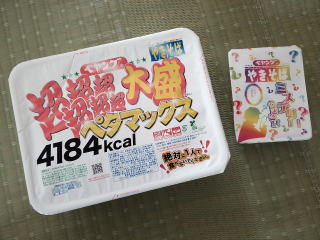 ペヤング
やきそば
超超超
超超超
大盛
ペタマックス
4184kcal
絶対に1人で
食べないでください!!
ペヤング
やきそば